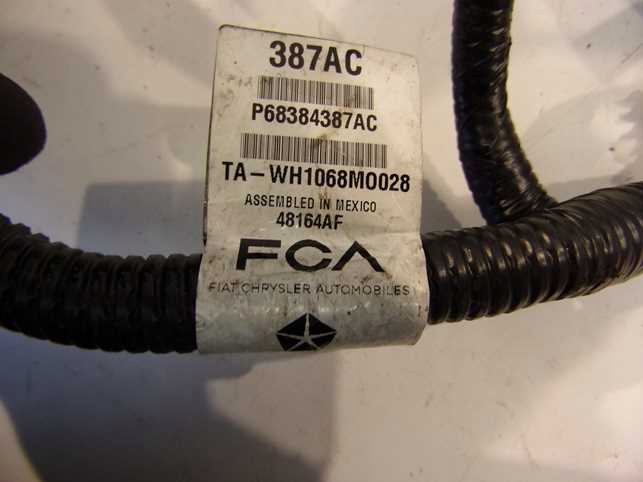 387AC
P68384387AC
TA-WH1068M0028
ASSEMBLED IN MEXICO
48164AF
FCA
FIAT CHRYSLER AUTOMOBILES